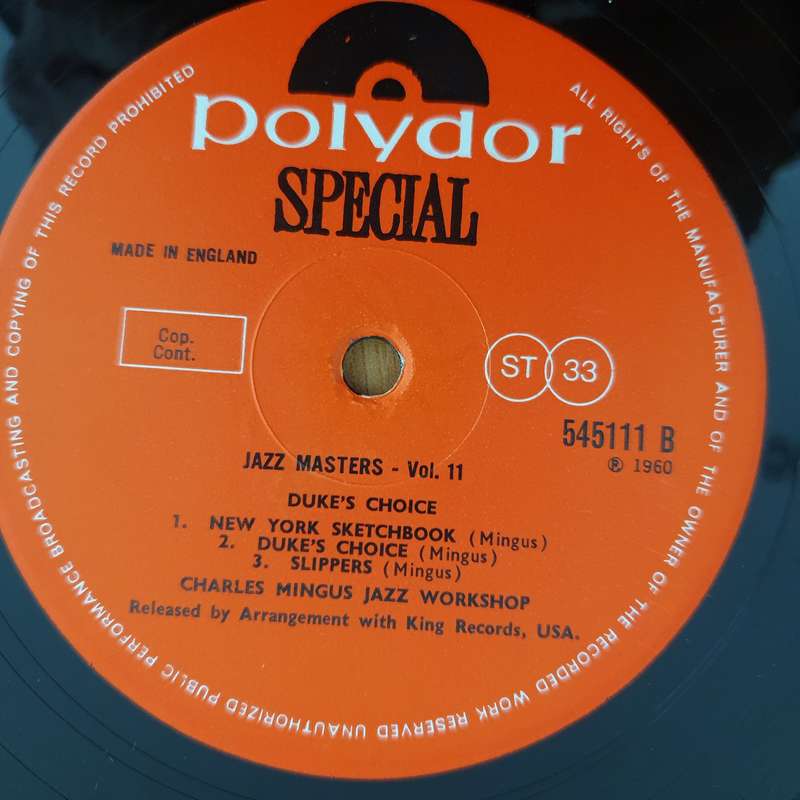 polydor
SPECIAL
MADE IN ENGLAND
Cop.
Cont.
ST 33
545111 B
℗ 1960
JAZZ MASTERS - Vol. 11
DUKE'S CHOICE
1. NEW YORK SKETCHBOOK (Mingus)
2. DUKE'S CHOICE (Mingus)
3. SLIPPERS (Mingus)
CHARLES MINGUS JAZZ WORKSHOP
Released by Arrangement with King Records, USA.
ALL RIGHTS OF THE MANUFACTURER AND OF THE OWNER OF THE RECORDED WORK RESERVED UNAUTHORIZED PUBLIC PERFORMANCE BROADCASTING AND COPYING OF THIS RECORD PROHIBITED